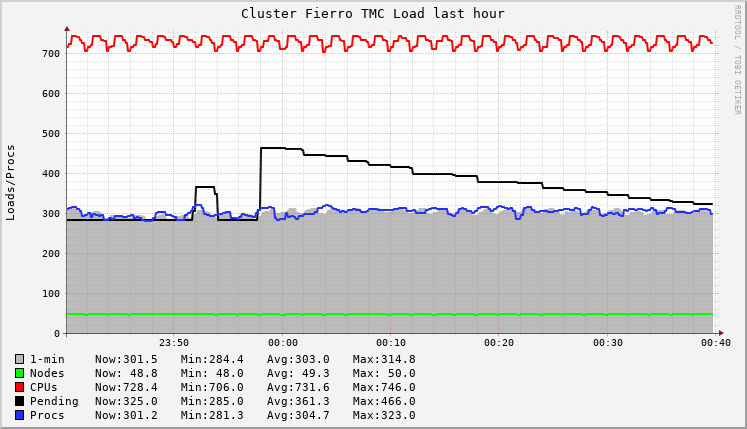 Cluster Fierro TMC Load last hour
RRDTOOL / TOBI OETIKER
Loads/Procs
700
600
500
400
300
200
100
0
23:50 00:00 00:10 00:20 00:30 00:40
1-min Now:301.5 Min:284.4 Avg:303.0 Max:314.8
Nodes Now: 48.8 Min: 48.0 Avg: 49.3 Max: 50.0
CPUs Now:728.4 Min:706.0 Avg:731.6 Max:746.0
Pending Now:325.0 Min:285.0 Avg:361.3 Max:466.0
Procs Now:301.2 Min:281.3 Avg:304.7 Max:323.0